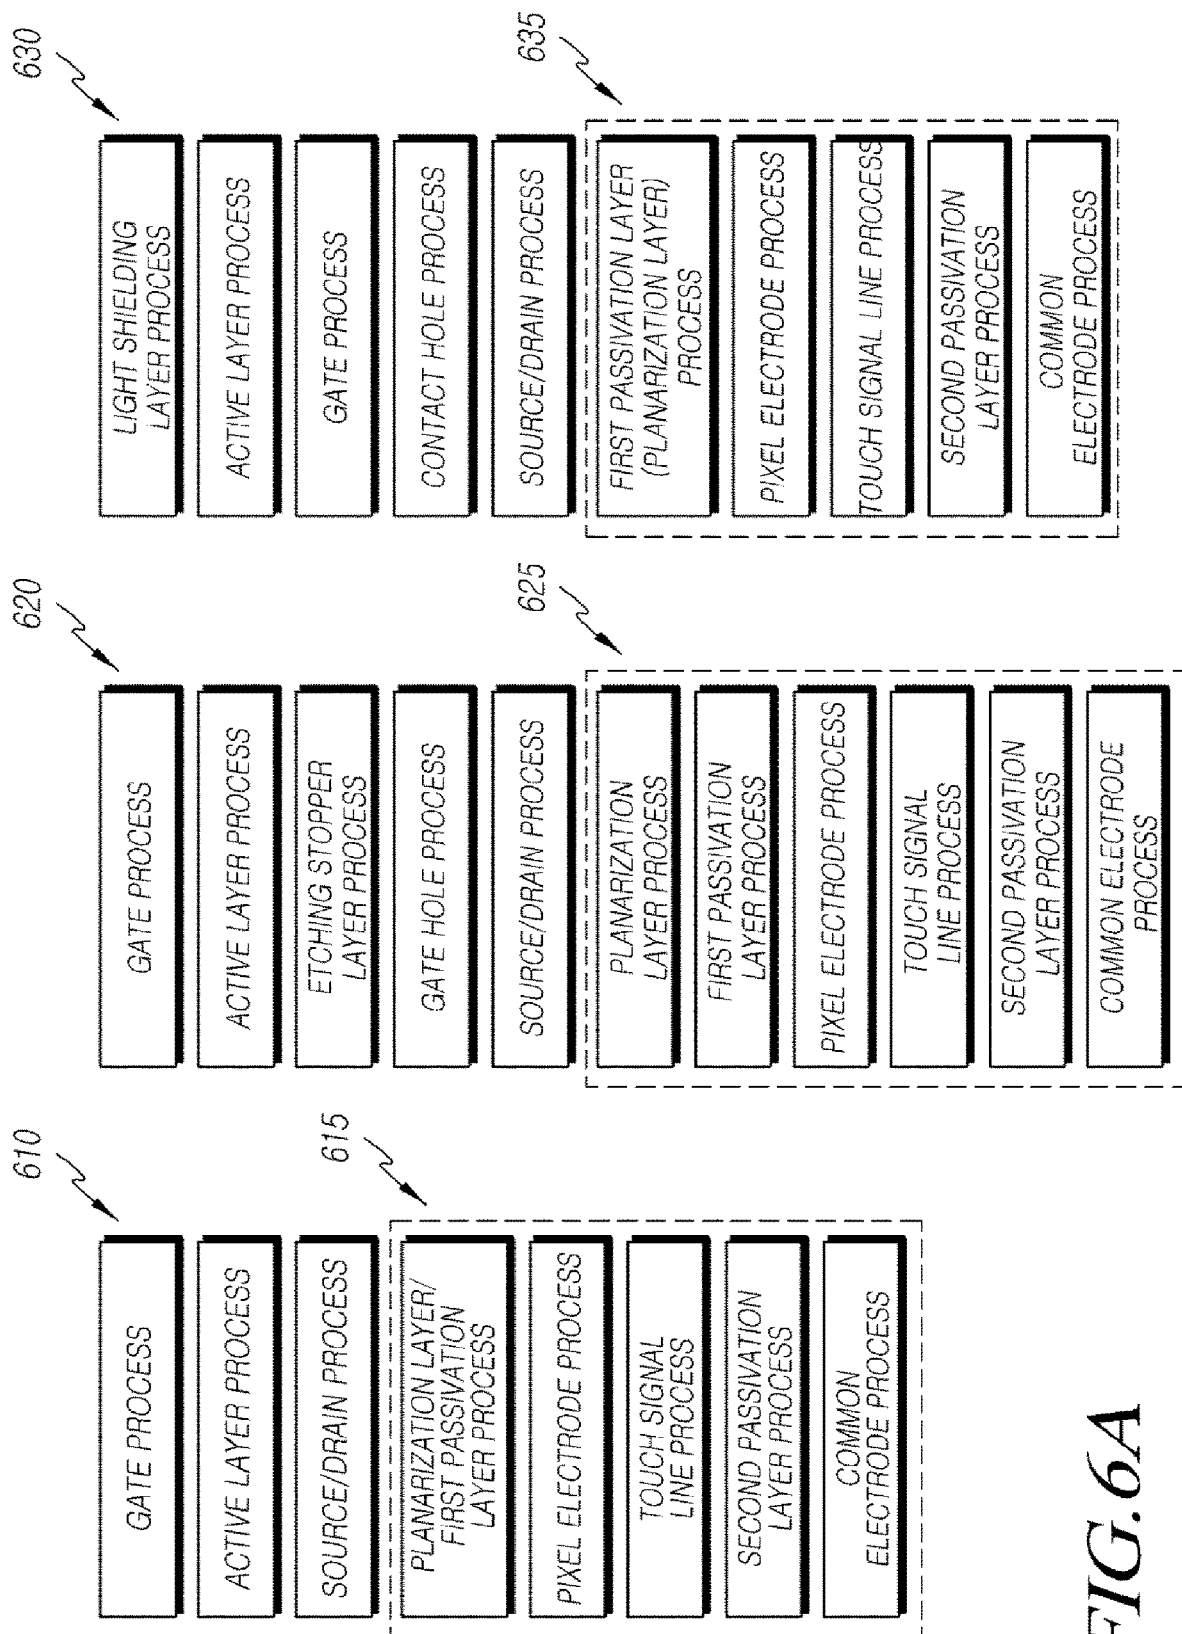 610
GATE PROCESS
ACTIVE LAYER PROCESS
SOURCE/DRAIN PROCESS
615
PLANARIZATION LAYER/
FIRST PASSIVATION
LAYER PROCESS
PIXEL ELECTRODE PROCESS
TOUCH SIGNAL
LINE PROCESS
SECOND PASSIVATION
LAYER PROCESS
COMMON
ELECTRODE PROCESS
620
GATE PROCESS
ACTIVE LAYER PROCESS
ETCHING STOPPER
LAYER PROCESS
GATE HOLE PROCESS
SOURCE/DRAIN PROCESS
625
PLANARIZATION
LAYER PROCESS
FIRST PASSIVATION
LAYER PROCESS
PIXEL ELECTRODE PROCESS
TOUCH SIGNAL
LINE PROCESS
SECOND PASSIVATION
LAYER PROCESS
COMMON ELECTRODE
PROCESS
630
LIGHT SHIELDING
LAYER PROCESS
ACTIVE LAYER PROCESS
GATE PROCESS
CONTACT HOLE PROCESS
SOURCE/DRAIN PROCESS
635
FIRST PASSIVATION LAYER
(PLANARIZATION LAYER)
PROCESS
PIXEL ELECTRODE PROCESS
TOUCH SIGNAL LINE PROCESS
SECOND PASSIVATION
LAYER PROCESS
COMMON
ELECTRODE PROCESS
FIG.6A